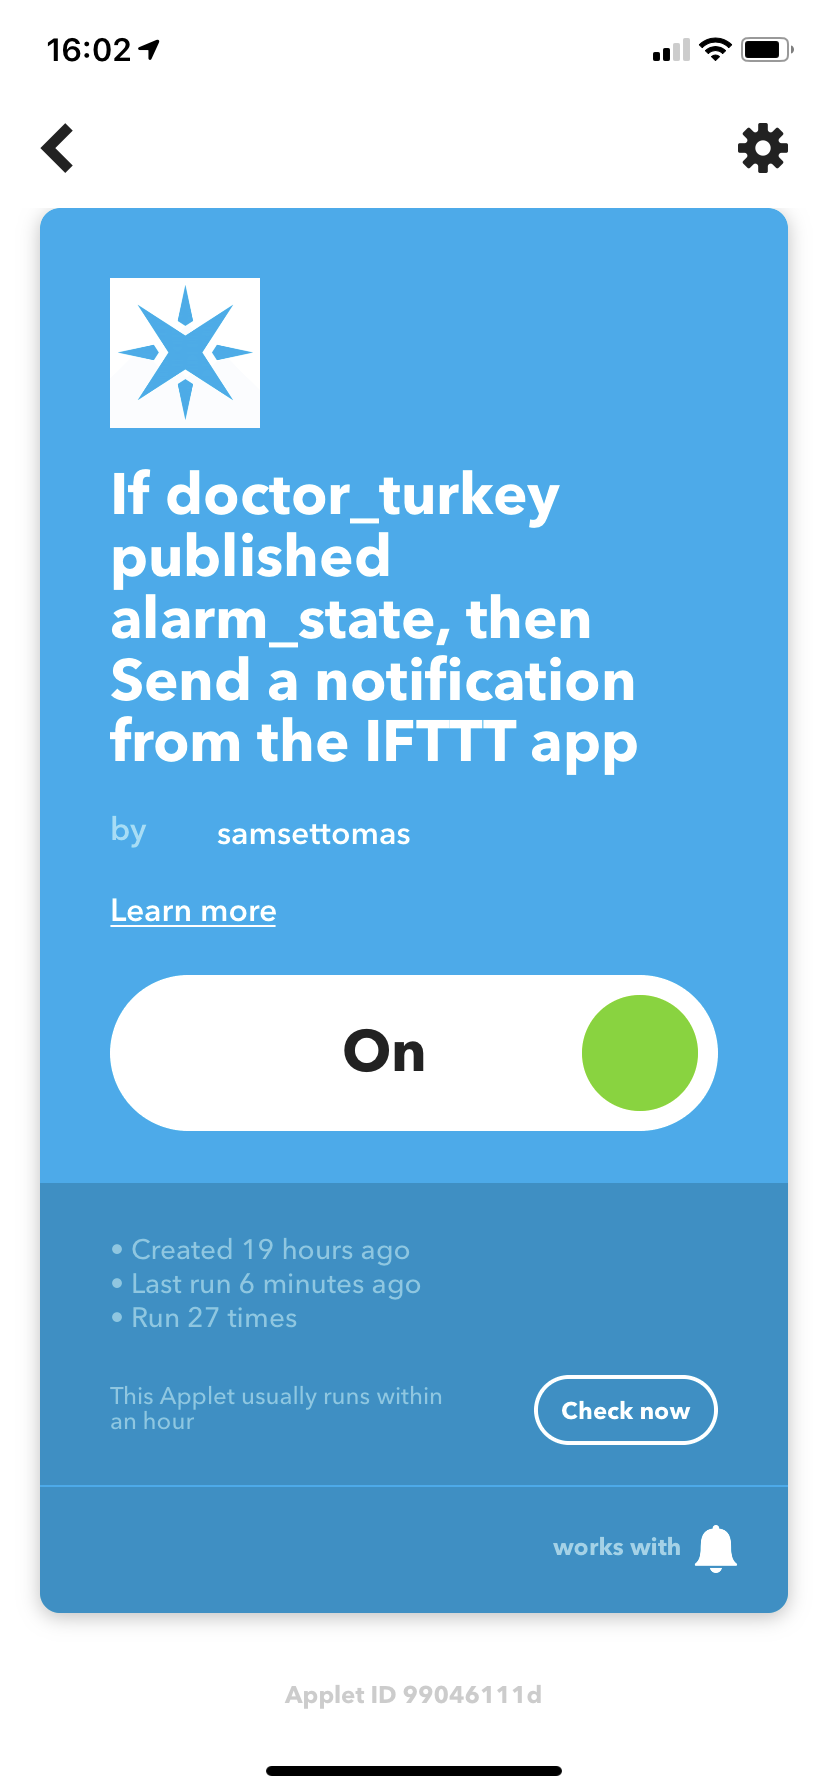 16:02
If doctor_turkey
published
alarm_state, then
Send a notification
from the IFTTT app
by samsettomas
Learn more
On
• Created 19 hours ago
• Last run 6 minutes ago
• Run 27 times
This Applet usually runs within
an hour
Check now
works with
Applet ID 99046111d